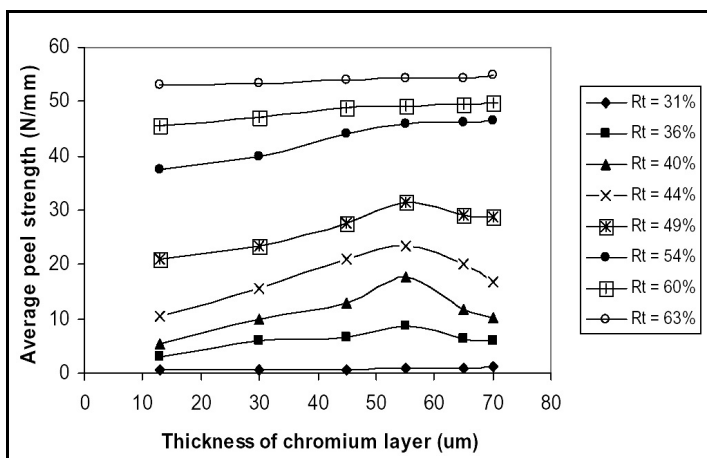 60
50
40
30
20
10
0
Average peel strength (N/mm)
0 10 20 30 40 50 60 70 80
Thickness of chromium layer (um)
Rt = 31%
Rt = 36%
Rt = 40%
Rt = 44%
Rt = 49%
Rt = 54%
Rt = 60%
Rt = 63%